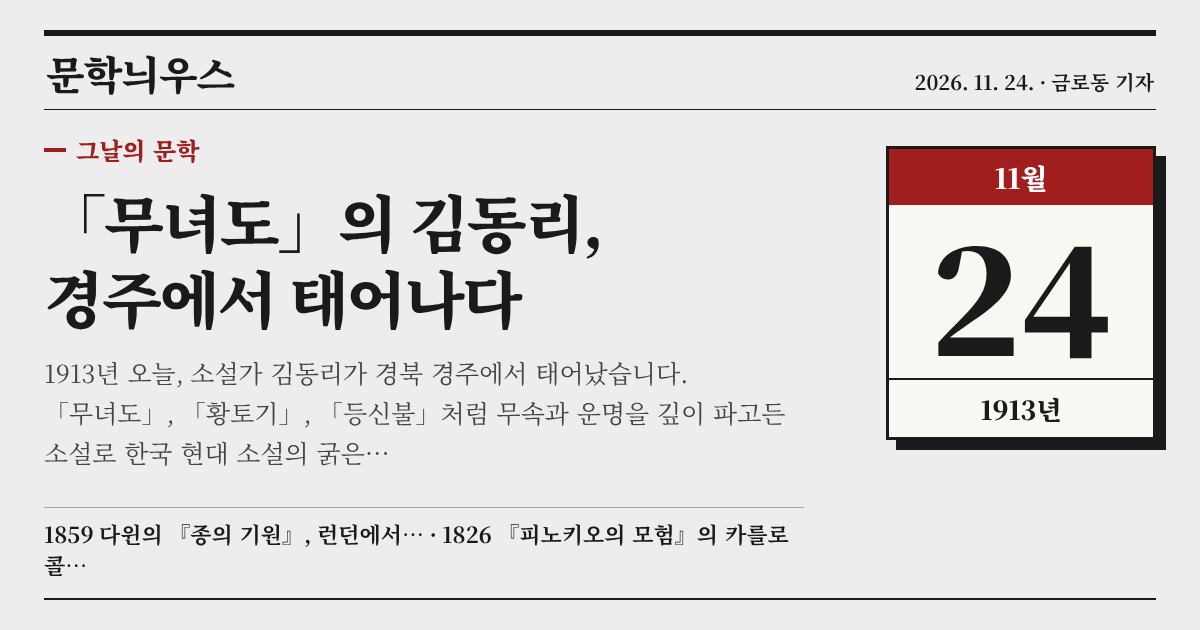 문학늬우스
2026. 11. 24. · 금로동 기자
그날의 문학
「무녀도」의 김동리,
경주에서 태어나다
1913년 오늘, 소설가 김동리가 경북 경주에서 태어났습니다.
「무녀도」, 「황토기」, 「등신불」처럼 무속과 운명을 깊이 파고든
소설로 한국 현대 소설의 굵은…
11월
24
1913년
1859 다윈의 『종의 기원』, 런던에서… · 1826 『피노키오의 모험』의 카를로
콜…